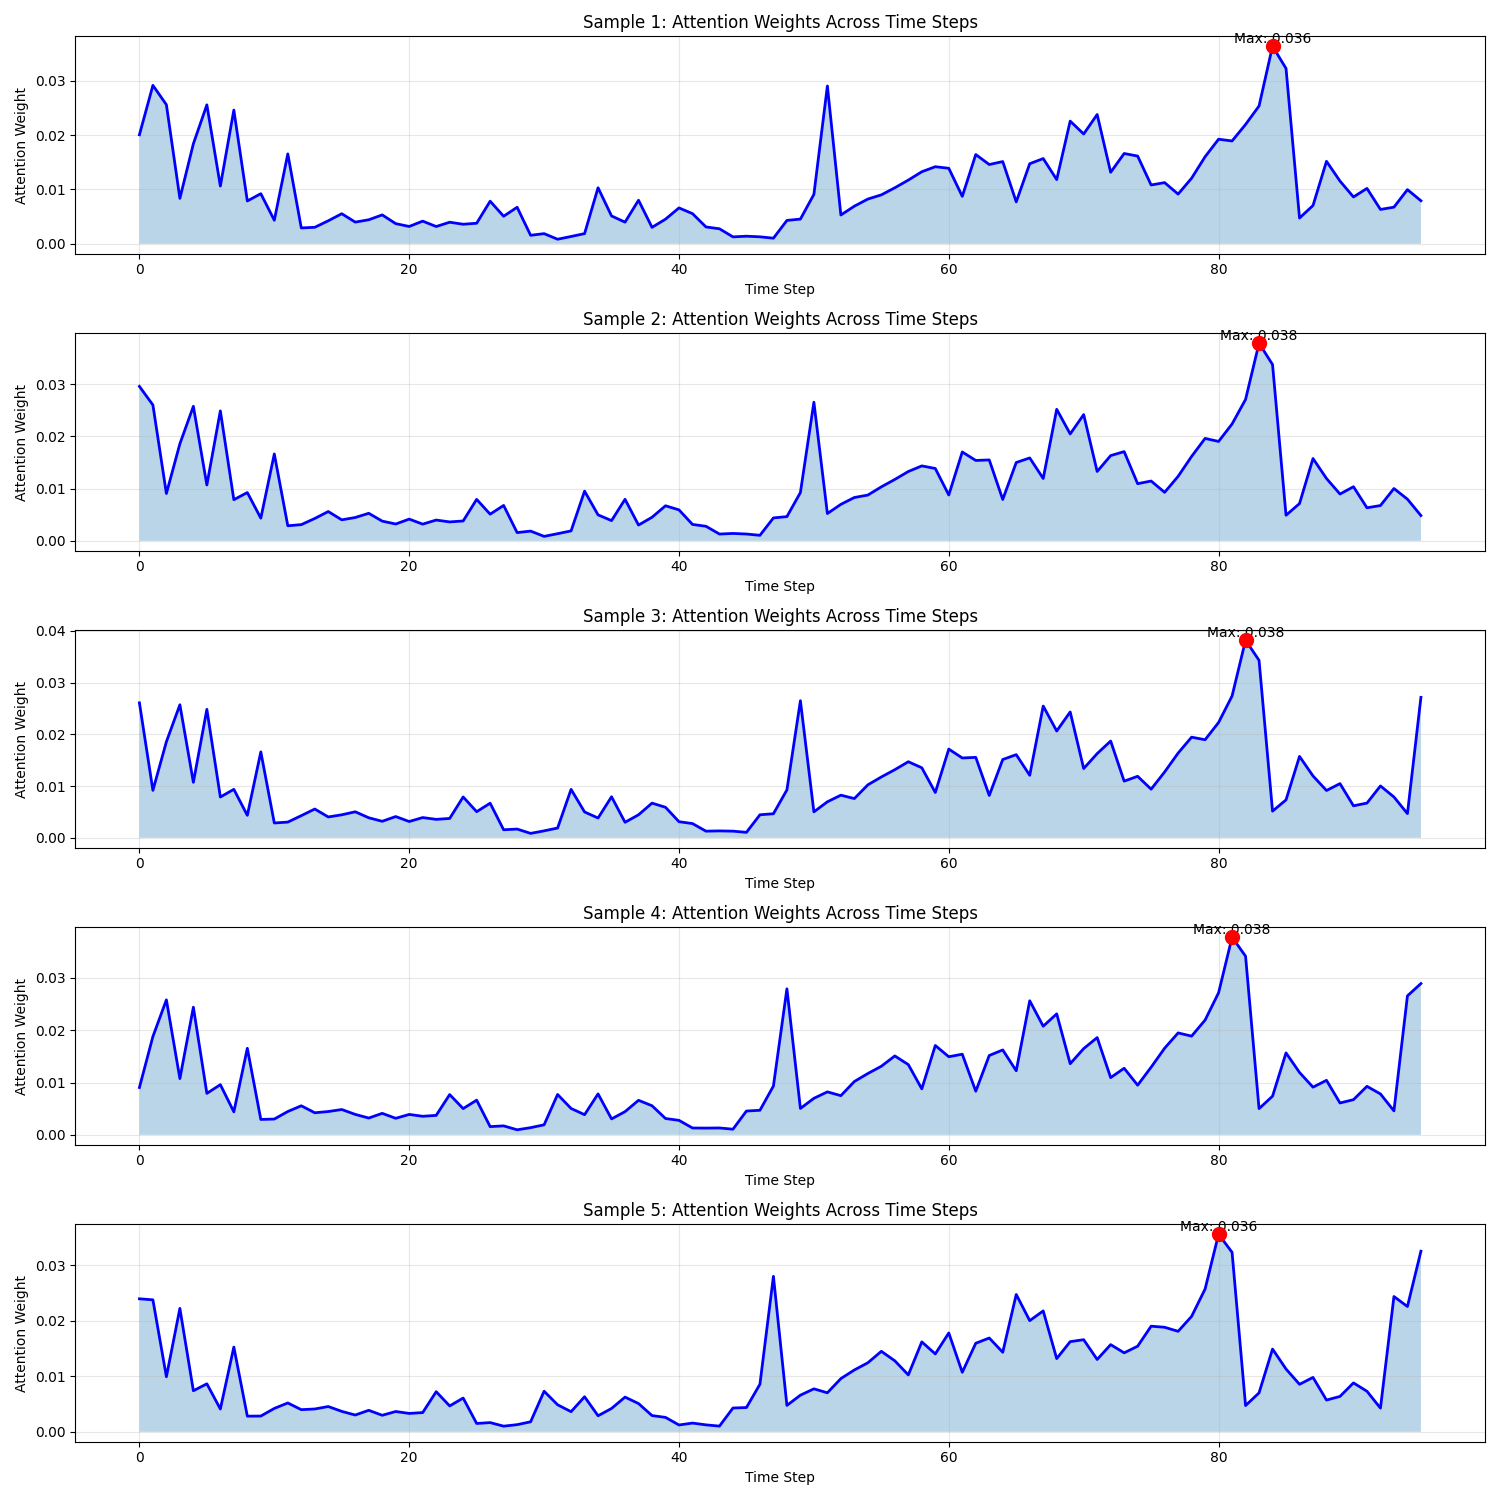 Sample 1: Attention Weights Across Time Steps
Max: 0.036
Attention Weight
0.03
0.02
0.01
0.00
0 20 40 60 80
Time Step
Sample 2: Attention Weights Across Time Steps
Max: 0.038
Attention Weight
0.03
0.02
0.01
0.00
0 20 40 60 80
Time Step
Sample 3: Attention Weights Across Time Steps
Max: 0.038
Attention Weight
0.04
0.03
0.02
0.01
0.00
0 20 40 60 80
Time Step
Sample 4: Attention Weights Across Time Steps
Max: 0.038
Attention Weight
0.03
0.02
0.01
0.00
0 20 40 60 80
Time Step
Sample 5: Attention Weights Across Time Steps
Max: 0.036
Attention Weight
0.03
0.02
0.01
0.00
0 20 40 60 80
Time Step